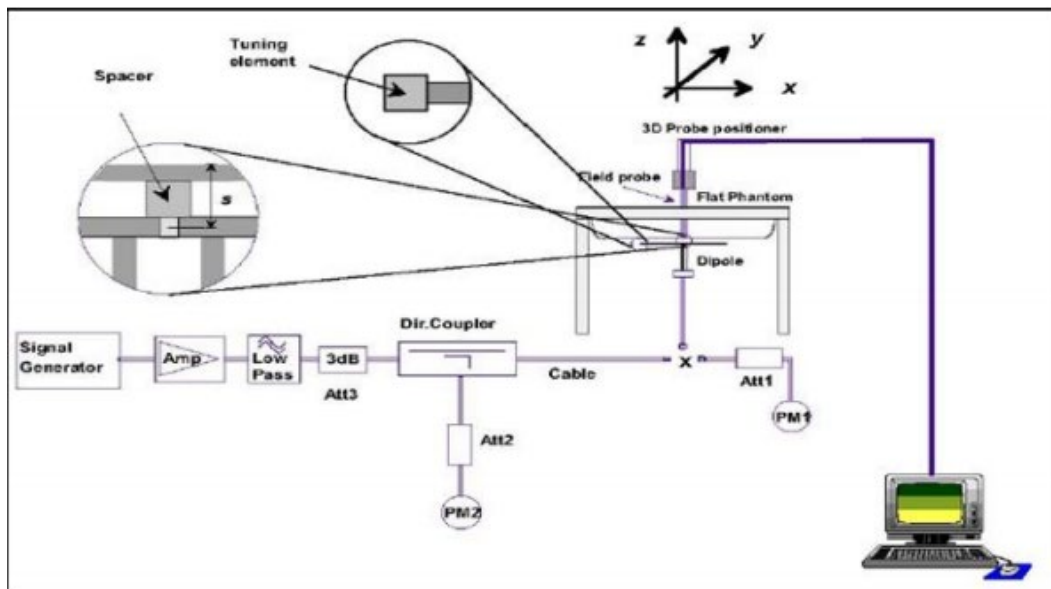 Tuning
element
z
y
x
Spacer
3D Probe positioner
Field probe
Flat Phantom
s
Dipole
Dir.Coupler
Signal
Generator
Amp
Low
Pass
3dB
Att3
Cable
x
Att1
PM1
Att2
PM2